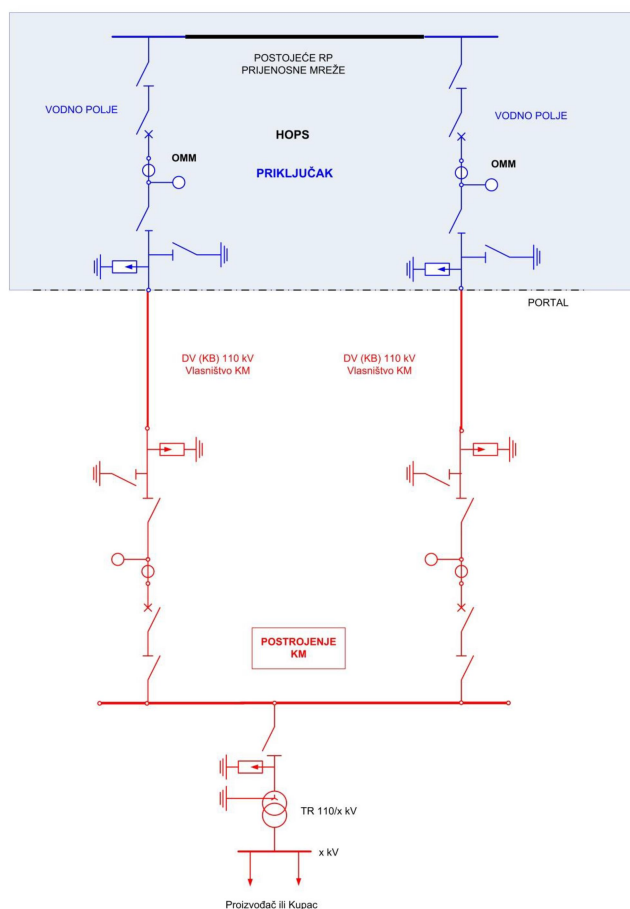 POSTOJEĆE RP
PRIJENOSNE MREŽE
VODNO POLJE
VODNO POLJE
HOPS
OMM
OMM
PRIKLJUČAK
PORTAL
DV (KB) 110 kV
Vlasništvo KM
DV (KB) 110 kV
Vlasništvo KM
POSTROJENJE
KM
TR 110/x kV
x kV
Proizvođač ili Kupac